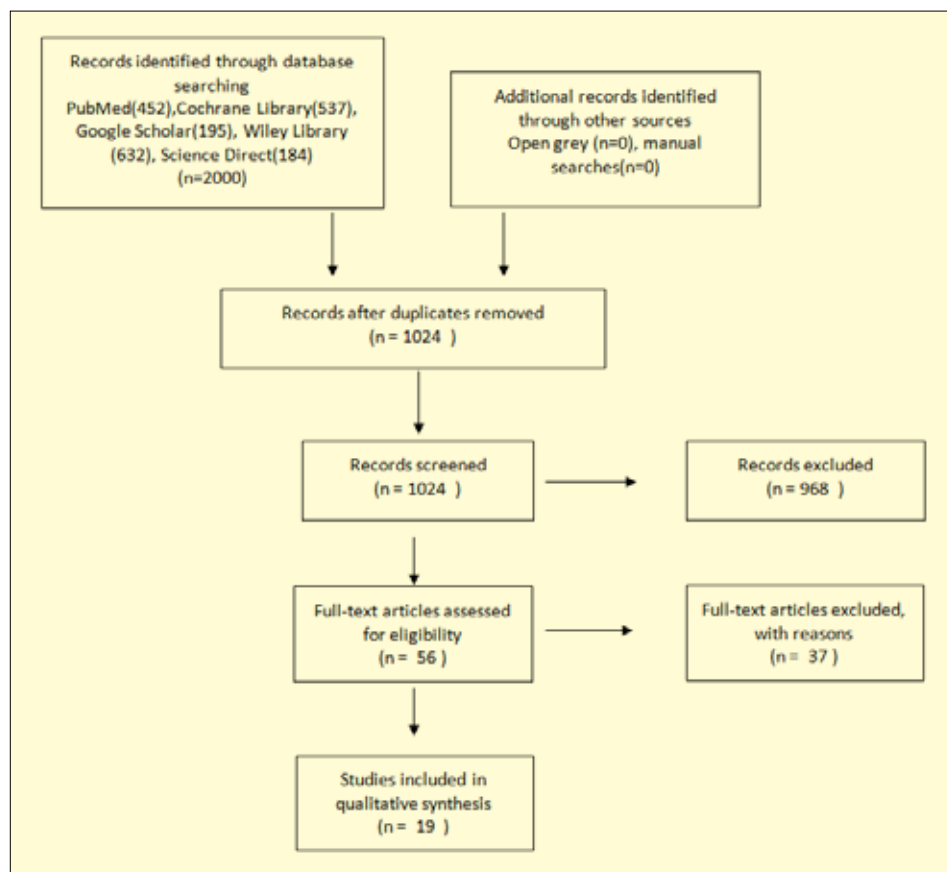 Records identified through database
searching
PubMed(452),Cochrane Library(537),
Google Scholar(195), Wiley Library
(632), Science Direct(184)
(n=2000)
Additional records identified
through other sources
Open grey (n=0), manual
searches(n=0)
Records after duplicates removed
(n = 1024 )
Records screened
(n = 1024 )
Records excluded
(n = 968 )
Full-text articles assessed
for eligibility
(n = 56 )
Full-text articles excluded,
with reasons
(n = 37 )
Studies included in
qualitative synthesis
(n = 19 )